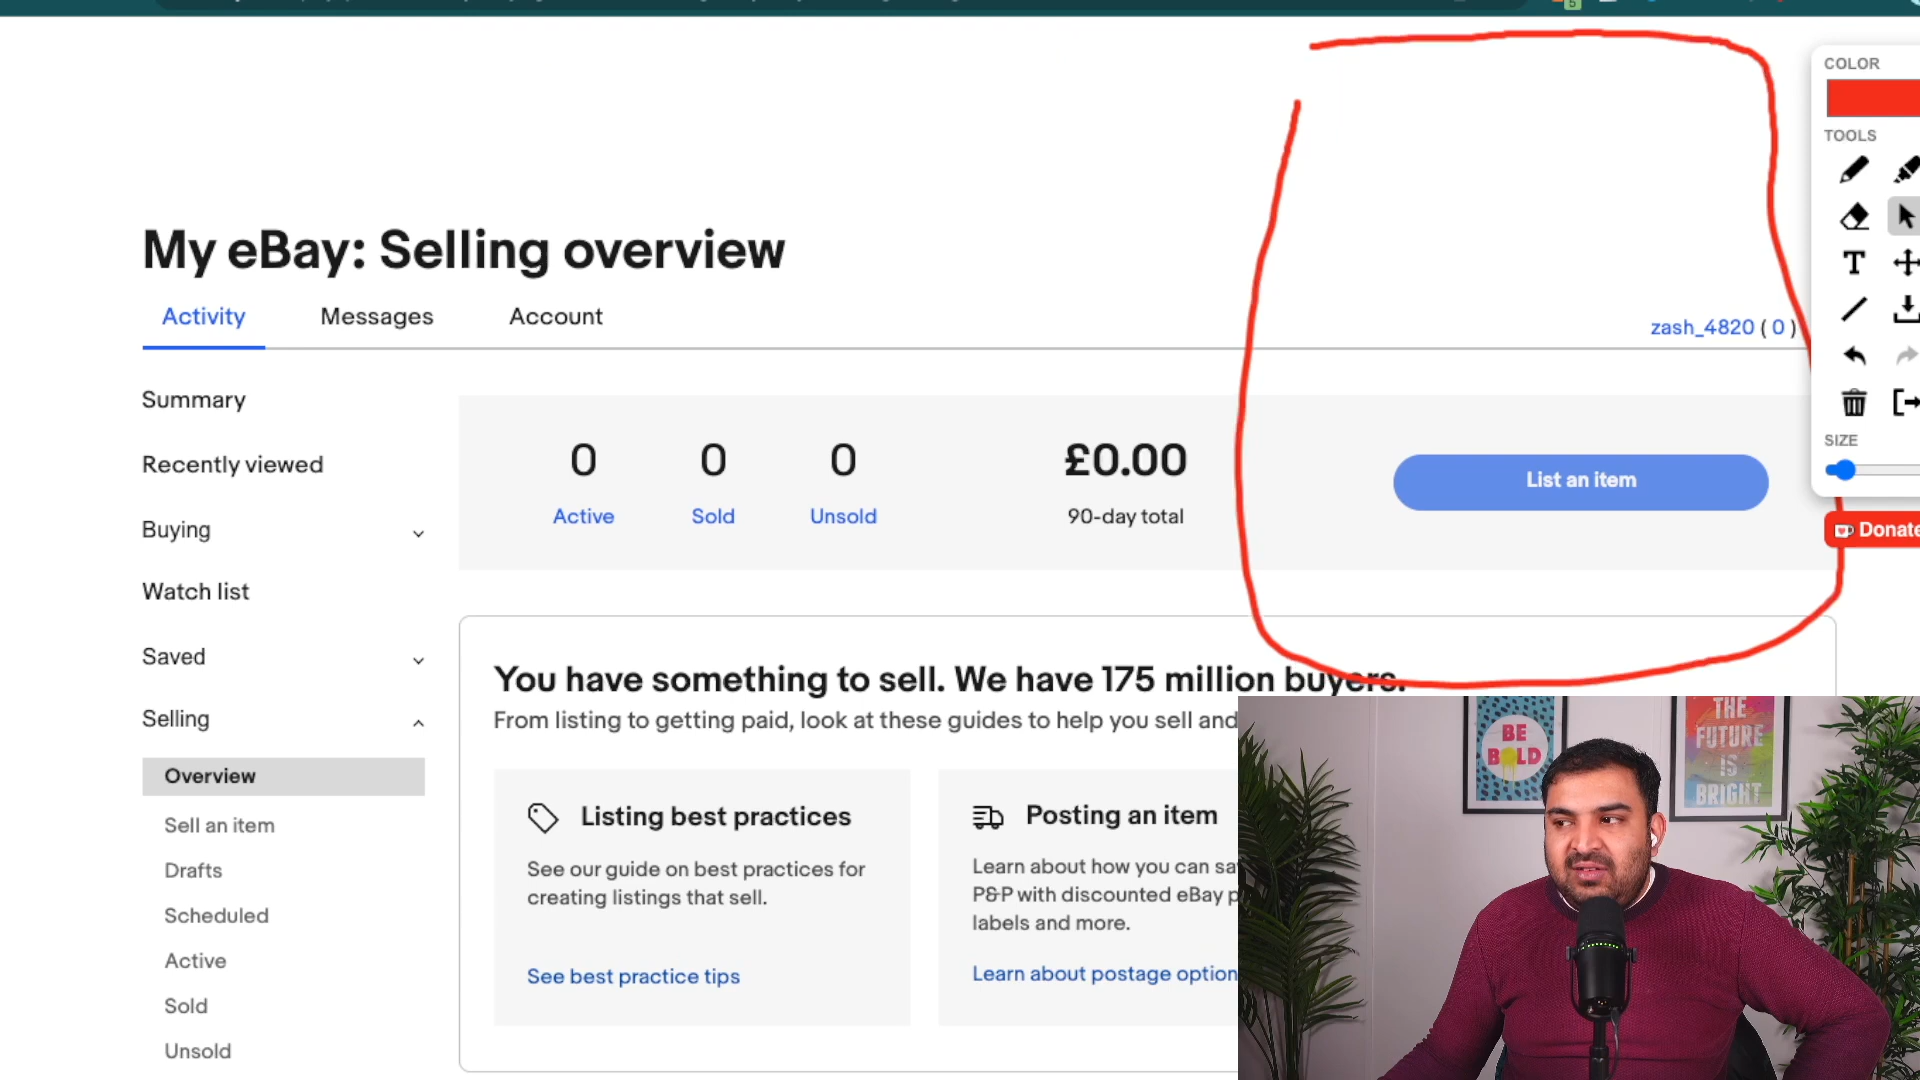 5
COLOR
TOOLS
T
SIZE
Donate
My eBay: Selling overview
Activity Messages Account
zash_4820 ( 0 )
Summary
Recently viewed
Buying
Watch list
Saved
Selling
Overview
Sell an item
Drafts
Scheduled
Active
Sold
Unsold
0 0 0 £0.00
Active Sold Unsold 90-day total
List an item
You have something to sell. We have 175 million buyers.
From listing to getting paid, look at these guides to help you sell and
Listing best practices
See our guide on best practices for
creating listings that sell.
See best practice tips
Posting an item
Learn about how you can
P&P with discounted eBay
labels and more.
Learn about postage option
BE
BOLD
THE
FUTURE
IS
BRIGHT